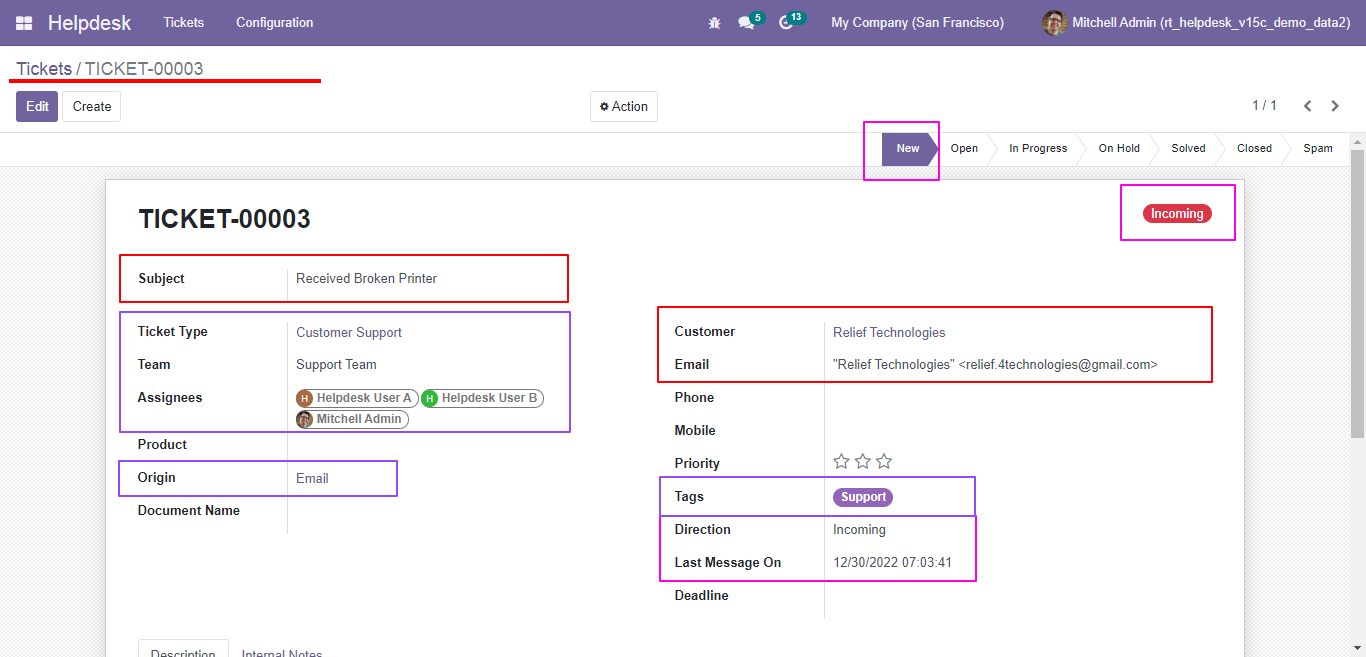 Helpdesk Tickets Configuration 5 13 My Company (San Francisco) Mitchell Admin (rt_helpdesk_v15c_demo_data2)
Tickets / TICKET-00003
Edit Create Action 1 / 1
New Open In Progress On Hold Solved Closed Spam
Incoming
TICKET-00003
Subject Received Broken Printer
Ticket Type Customer Support
Team Support Team
Assignees H Helpdesk User A H Helpdesk User B
Mitchell Admin
Product
Origin Email
Document Name
Customer Relief Technologies
Email "Relief Technologies" <relief.4technologies@gmail.com>
Phone
Mobile
Priority
Tags Support
Direction Incoming
Last Message On 12/30/2022 07:03:41
Deadline
Description Internal Notes